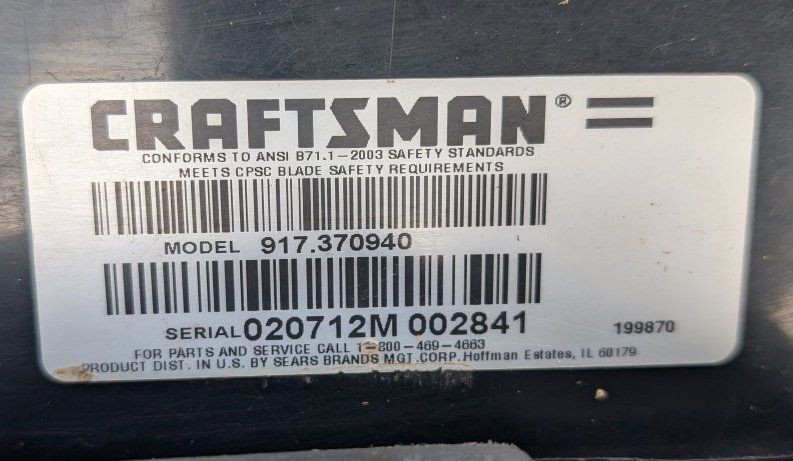 CRAFTSMAN®
CONFORMS TO ANSI B71.1-2003 SAFETY STANDARDS
MEETS CPSC BLADE SAFETY REQUIREMENTS
MODEL 917.370940
SERIAL 020712M 002841
199870
FOR PARTS AND SERVICE CALL 1-800-469-4663
PRODUCT DIST. IN U.S. BY SEARS BRANDS MGT.CORP. Hoffman Estates, IL 60179